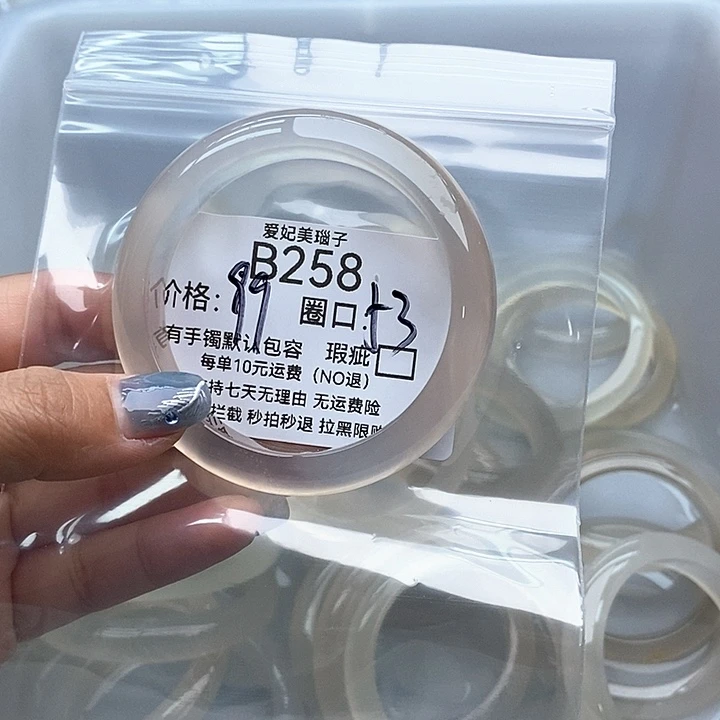 爱妃美瑙子
B258
价格:99 圈口:53
有手镯默认包容 瑕疵
每单10元运费 (NO退)
持七天无理由 无运费险
拦截 秒拍秒退 拉黑限购